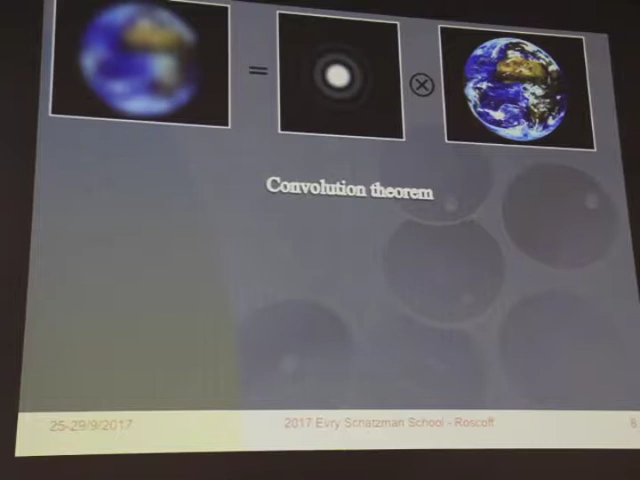 = ⊗
Convolution theorem
25-29/9/2017
2017 Evry Schatzman School - Roscoff
8